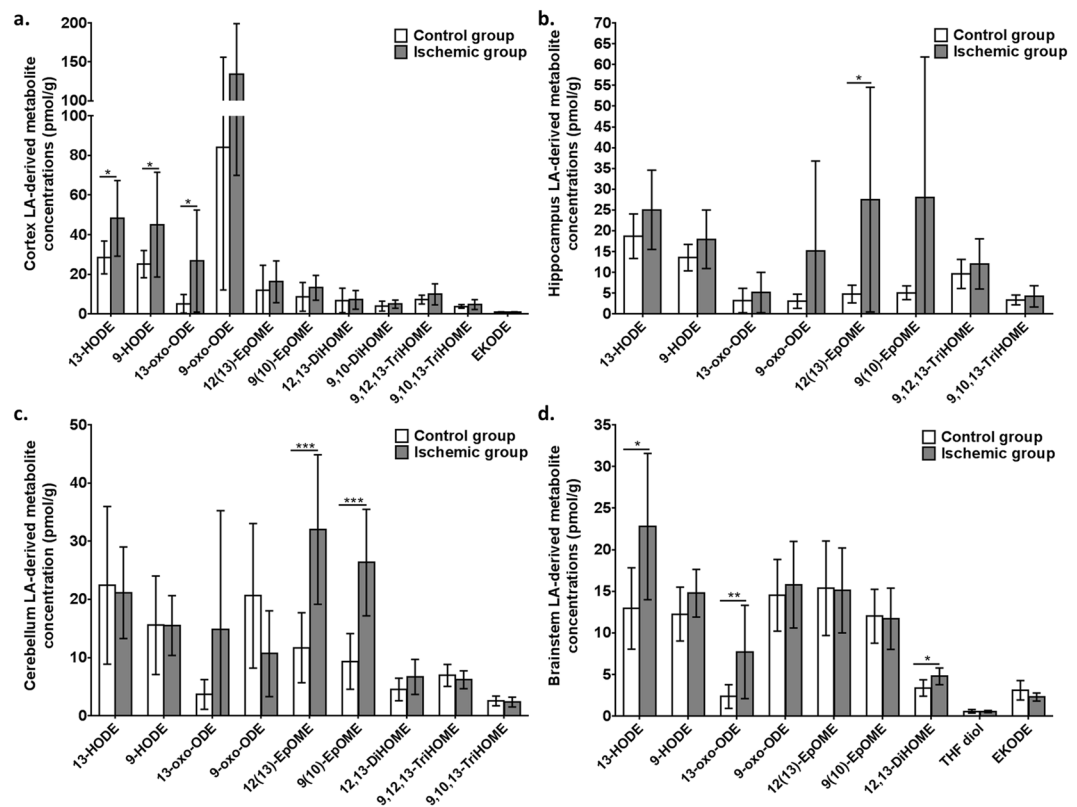 a.
Cortex LA-derived metabolite
concentrations (pmol/g)
200
150
100
100
80
60
40
20
0
Control group
Ischemic group
*
*
*
13-HODE
9-HODE
13-oxo-ODE
9-oxo-ODE
12(13)-EpOME
9(10)-EpOME
12,13-DiHOME
9,10-DiHOME
9,12,13-TriHOME
9,10,13-TriHOME
EKODE
b.
Hippocampus LA-derived metabolite
concentrations (pmol/g)
70
65
60
55
50
45
40
35
30
25
20
15
10
5
0
Control group
Ischemic group
*
13-HODE
9-HODE
13-oxo-ODE
9-oxo-ODE
12(13)-EpOME
9(10)-EpOME
9,12,13-TriHOME
9,10,13-TriHOME
c.
Cerebellum LA-derived metabolite
concentration (pmol/g)
50
40
30
20
10
0
Control group
Ischemic group
***
***
13-HODE
9-HODE
13-oxo-ODE
9-oxo-ODE
12(13)-EpOME
9(10)-EpOME
12,13-DiHOME
9,12,13-TriHOME
9,10,13-TriHOME
d.
Brainstem LA-derived metabolite
concentrations (pmol/g)
35
30
25
20
15
10
5
0
Control group
Ischemic group
*
**
*
13-HODE
9-HODE
13-oxo-ODE
9-oxo-ODE
12(13)-EpOME
9(10)-EpOME
12,13-DiHOME
THF diol
EKODE